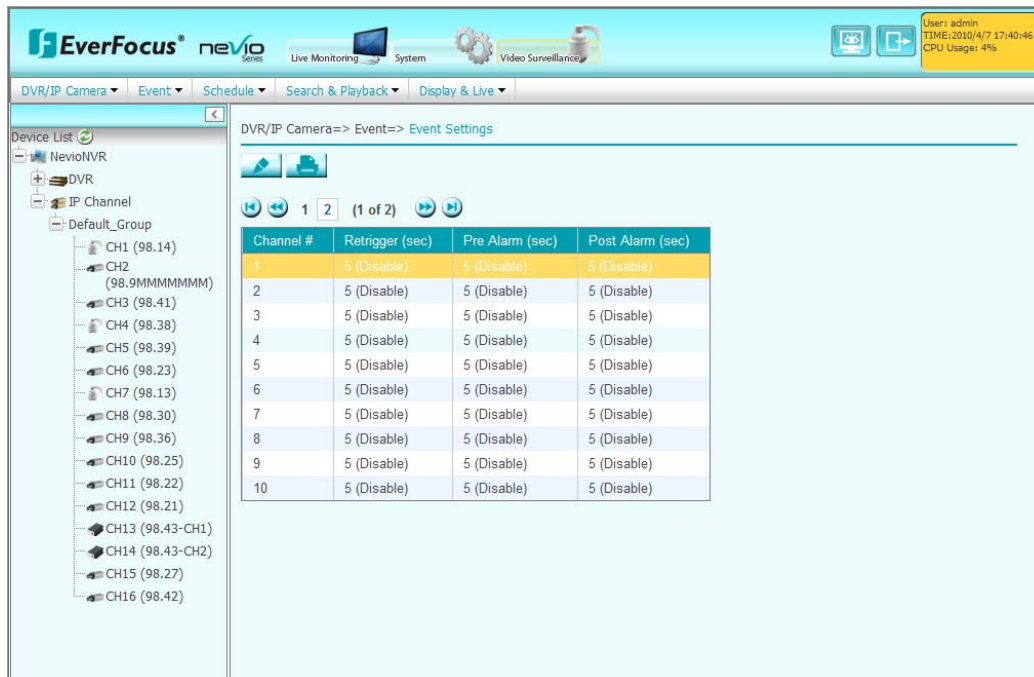 EverFocus® nevio Series
Live Monitoring System Video Surveillance
User: admin
TIME:2010/4/7 17:40:46
CPU Usage: 4%
DVR/IP Camera Event Schedule Search & Playback Display & Live
Device List
NevioNVR
DVR
IP Channel
Default_Group
CH1 (98.14)
CH2
(98.9MMMMMMM)
CH3 (98.41)
CH4 (98.38)
CH5 (98.39)
CH6 (98.23)
CH7 (98.13)
CH8 (98.30)
CH9 (98.36)
CH10 (98.25)
CH11 (98.22)
CH12 (98.21)
CH13 (98.43-CH1)
CH14 (98.43-CH2)
CH15 (98.27)
CH16 (98.42)
DVR/IP Camera=> Event=> Event Settings
1 2 (1 of 2)
Channel # Retrigger (sec) Pre Alarm (sec) Post Alarm (sec)
1 5 (Disable) 5 (Disable) 5 (Disable)
2 5 (Disable) 5 (Disable) 5 (Disable)
3 5 (Disable) 5 (Disable) 5 (Disable)
4 5 (Disable) 5 (Disable) 5 (Disable)
5 5 (Disable) 5 (Disable) 5 (Disable)
6 5 (Disable) 5 (Disable) 5 (Disable)
7 5 (Disable) 5 (Disable) 5 (Disable)
8 5 (Disable) 5 (Disable) 5 (Disable)
9 5 (Disable) 5 (Disable) 5 (Disable)
10 5 (Disable) 5 (Disable) 5 (Disable)